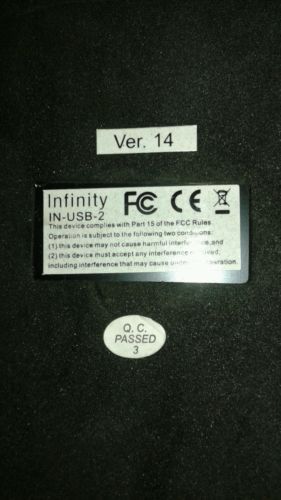 Ver. 14
Infinity FC CE
IN-USB-2
This device complies with Part 15 of the FCC Rules
Operation is subject to the following two conditions:
(1) this device may not cause harmful interference, and
(2) this device must accept any interference received,
including interference that may cause operation.
Q.C.
PASSED
3